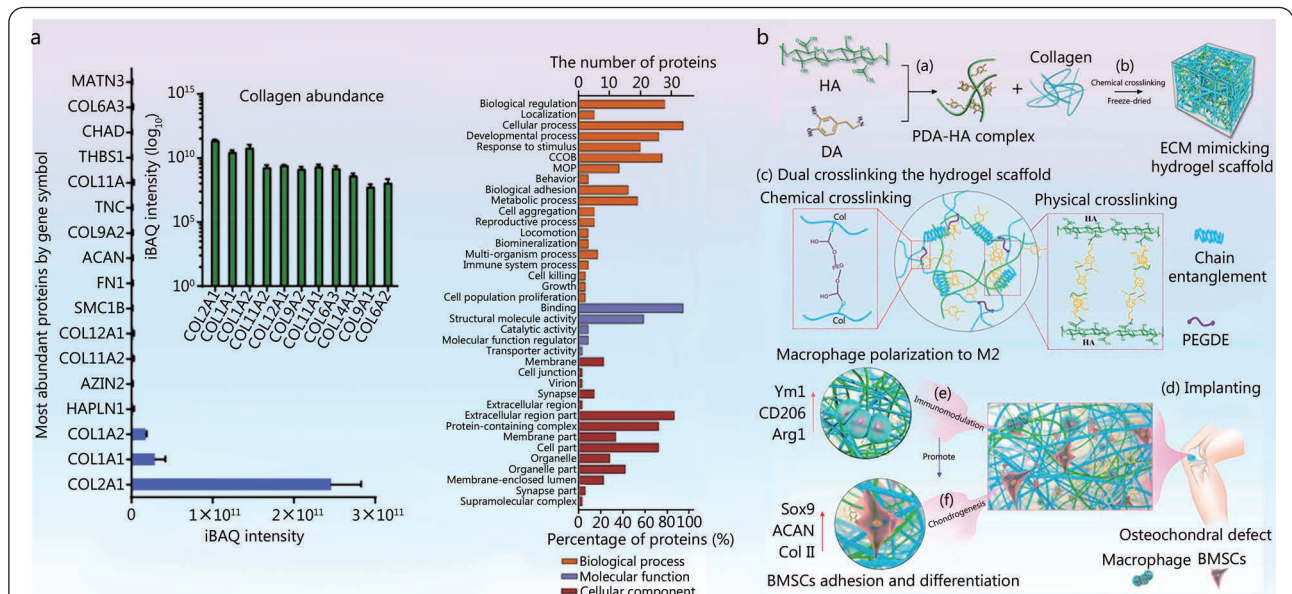 a
Most abundant proteins by gene symbol
MATN3
COL6A3
CHAD
THBS1
COL11A
TNC
COL9A2
ACAN
FN1
SMC1B
COL12A1
COL11A2
AZIN2
HAPLN1
COL1A2
COL1A1
COL2A1
0
1×10¹¹
2×10¹¹
3×10¹¹
iBAQ intensity
Collagen abundance
iBAQ intensity (log₁₀)
10¹⁵
10¹⁰
10⁵
10⁰
COL2A1
COL1A1
COL1A2
COL11A2
COL12A1
COL9A2
COL11A1
COL6A3
COL14A1
COL9A1
COL6A2
The number of proteins
0 10 20 30
Biological regulation
Localization
Cellular process
Developmental process
Response to stimulus
CCOB
MOP
Behavior
Biological adhesion
Metabolic process
Cell aggregation
Reproductive process
Locomotion
Biomineralization
Multi-organism process
Immune system process
Cell killing
Growth
Cell population proliferation
Binding
Structural molecule activity
Catalytic activity
Molecular function regulator
Transporter activity
Membrane
Cell junction
Virion
Synapse
Extracellular region
Extracellular region part
Protein-containing complex
Membrane part
Cell part
Organelle
Organelle part
Membrane-enclosed lumen
Synapse part
Supramolecular complex
0 20 40 60 80 100
Percentage of proteins (%)
Biological process
Molecular function
Cellular component
b
HA
DA
(a)
PDA-HA complex
+
Collagen
(b)
Chemical crosslinking
Freeze-dried
ECM mimicking
hydrogel scaffold
(c) Dual crosslinking the hydrogel scaffold
Chemical crosslinking
Physical crosslinking
Col
Col
HA
HA
Chain
entanglement
PEGDE
Macrophage polarization to M2
Ym1
CD206
Arg1
(e)
Immunomodulation
Promote
(d) Implanting
Sox9
ACAN
Col II
(f)
Chondrogenesis
BMSCs adhesion and differentiation
Osteochondral defect
Macrophage BMSCs